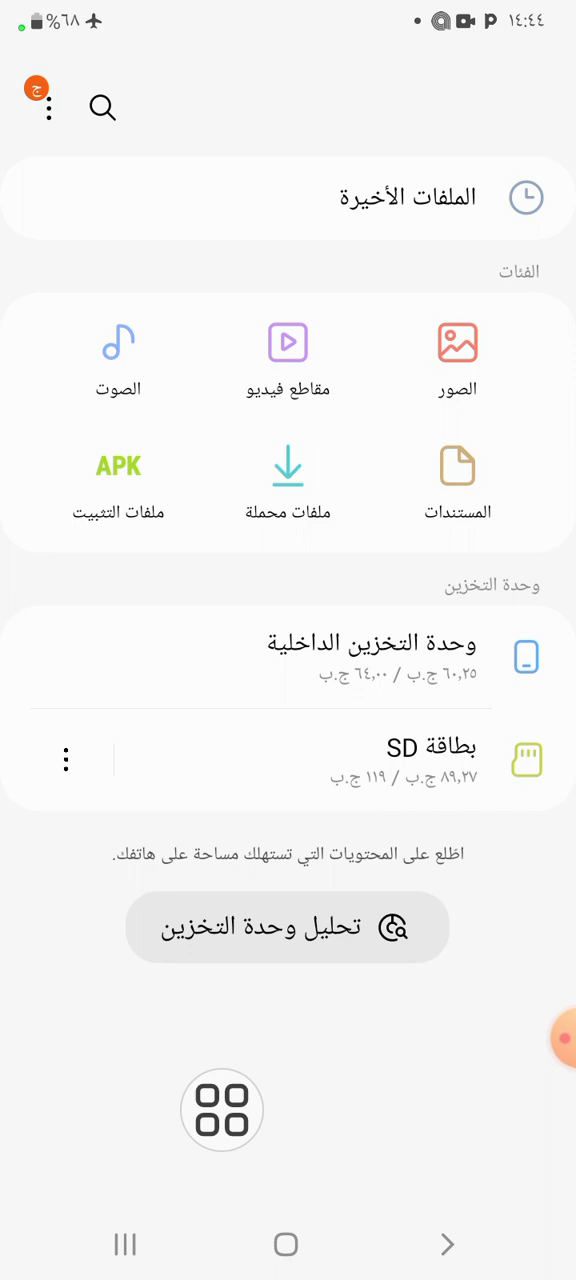 ١٤:٤٤
%٦٨
ج
الملفات الأخيرة
الفئات
الصور
مقاطع فيديو
الصوت
المستندات
ملفات محملة
APK
ملفات التثبيت
وحدة التخزين
وحدة التخزين الداخلية
٦٠,٢٥ ج.ب / ٦٤,٠٠ ج.ب
بطاقة SD
٨٩,٢٧ ج.ب / ١١٩ ج.ب
اطّلع على المحتويات التي تستهلك مساحة على هاتفك.
تحليل وحدة التخزين